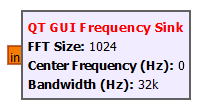 QT GUI Frequency Sink
FFT Size: 1024
in
Center Frequency (Hz): 0
Bandwidth (Hz): 32k